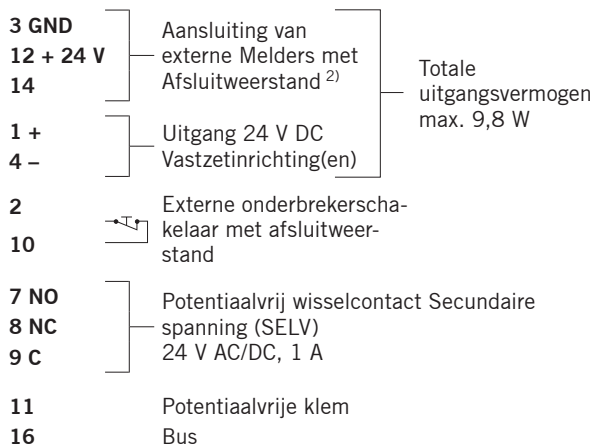 3 GND
12 + 24 V
14
Aansluiting van
externe Melders met
Afsluitweerstand 2)
1 +
4 –
Uitgang 24 V DC
Vastzetinrichting(en)
Totale
uitgangsvermogen
max. 9,8 W
2
10
Externe onderbrekerscha-
kelaar met afsluitweer-
stand
7 NO
8 NC
9 C
Potentiaalvrij wisselcontact Secundaire
spanning (SELV)
24 V AC/DC, 1 A
11 Potentiaalvrije klem
16 Bus